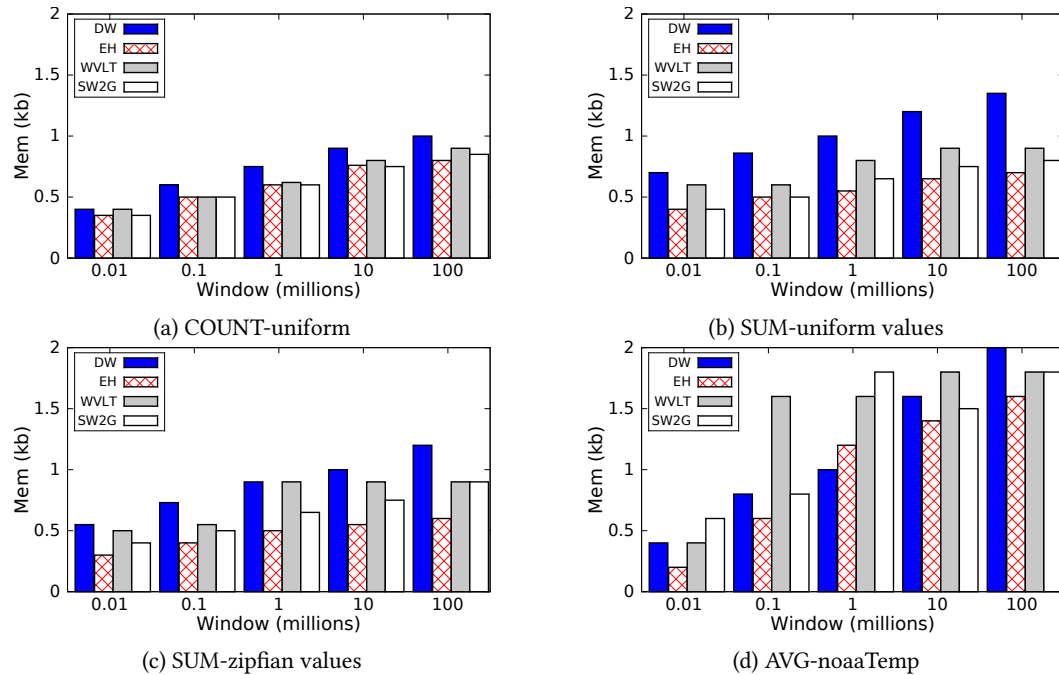 2
1.5
1
0.5
0
Mem (kb)
DW
EH
WVLT
SW2G
0.01 0.1 1 10 100
Window (millions)
(a) COUNT-uniform
2
1.5
1
0.5
0
Mem (kb)
DW
EH
WVLT
SW2G
0.01 0.1 1 10 100
Window (millions)
(b) SUM-uniform values
2
1.5
1
0.5
0
Mem (kb)
DW
EH
WVLT
SW2G
0.01 0.1 1 10 100
Window (millions)
(c) SUM-zipfian values
2
1.5
1
0.5
0
Mem (kb)
DW
EH
WVLT
SW2G
0.01 0.1 1 10 100
Window (millions)
(d) AVG-noaaTemp